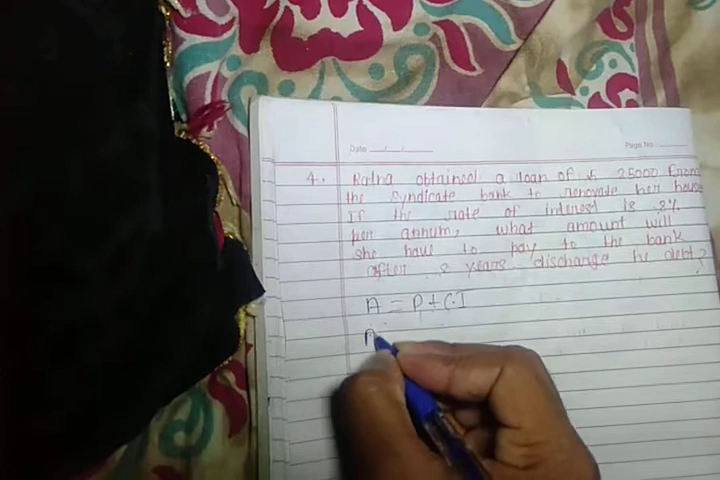 Date
Page No.
4. Ratna obtained a loan of rs 25000 From
the Syndicate bank to renovate her house
If the rate of interest is 8%
per annum, what amount will
she have to pay to the bank
after 2 years discharge he debt?
A = P + C.I
A